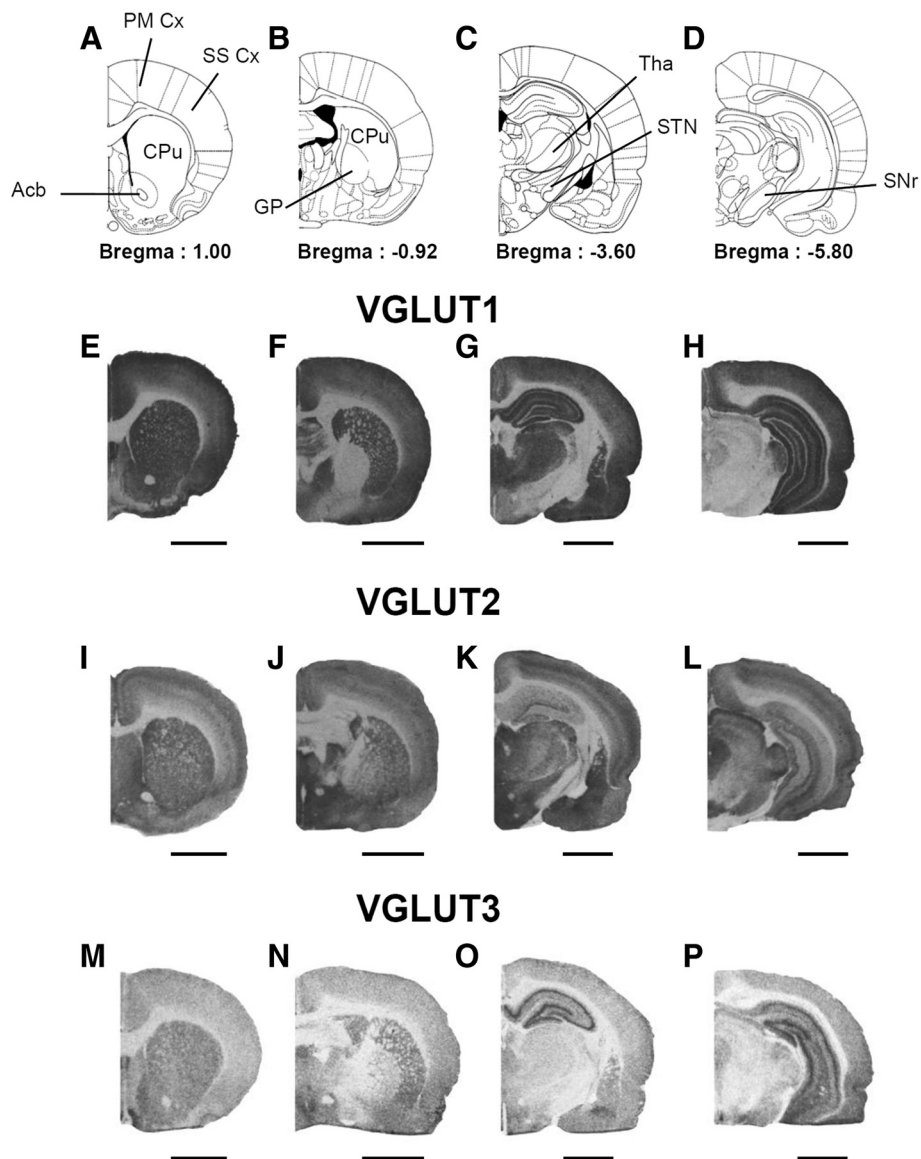 A
B
C
D
PM Cx
SS Cx
CPu
Acb
CPu
GP
Tha
STN
SNr
Bregma : 1.00
Bregma : -0.92
Bregma : -3.60
Bregma : -5.80
VGLUT1
E
F
G
H
VGLUT2
I
J
K
L
VGLUT3
M
N
O
P